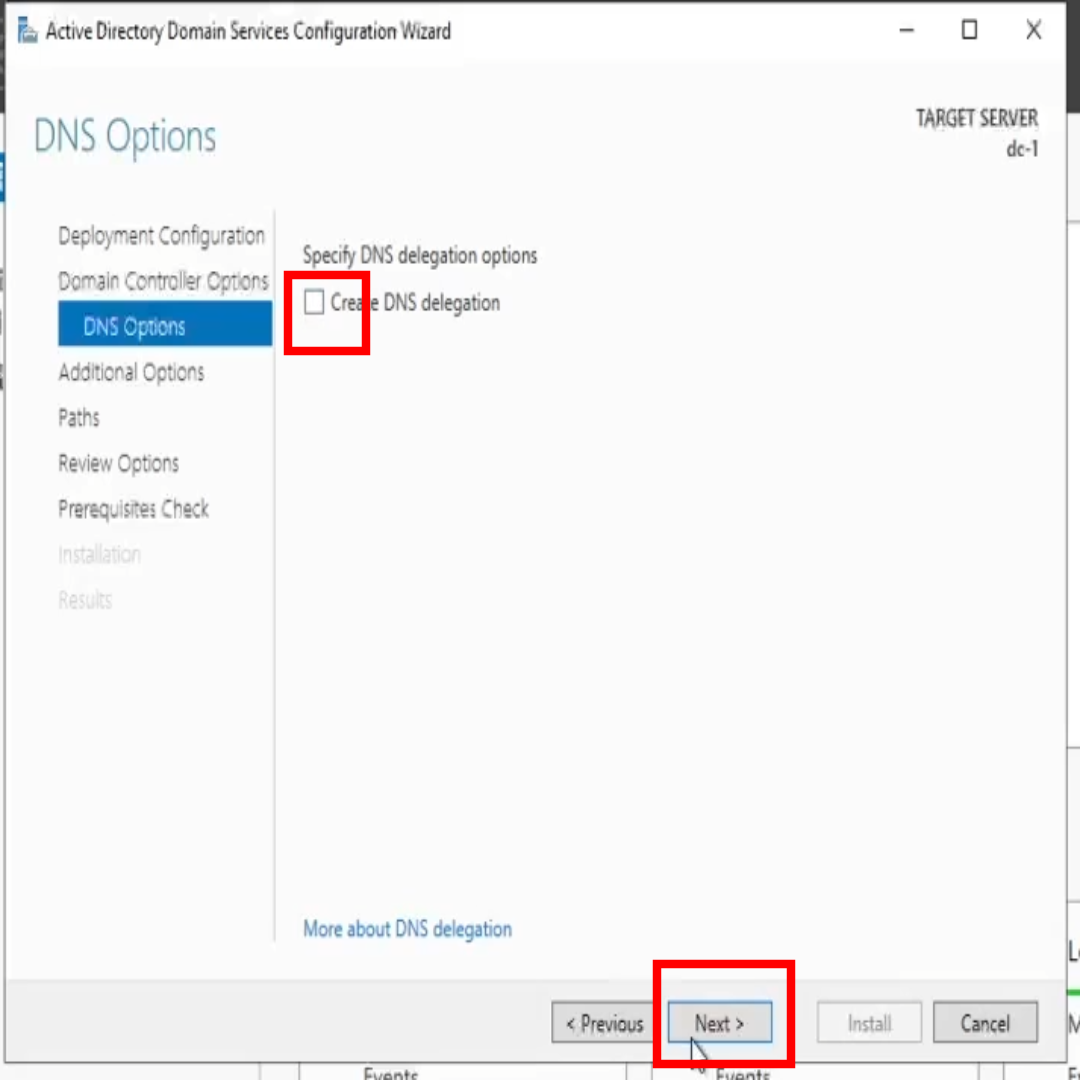 Active Directory Domain Services Configuration Wizard
DNS Options
TARGET SERVER
dc-1
Deployment Configuration
Domain Controller Options
DNS Options
Additional Options
Paths
Review Options
Prerequisites Check
Installation
Results
Specify DNS delegation options
Create DNS delegation
More about DNS delegation
< Previous
Next >
Install
Cancel
Events
Events